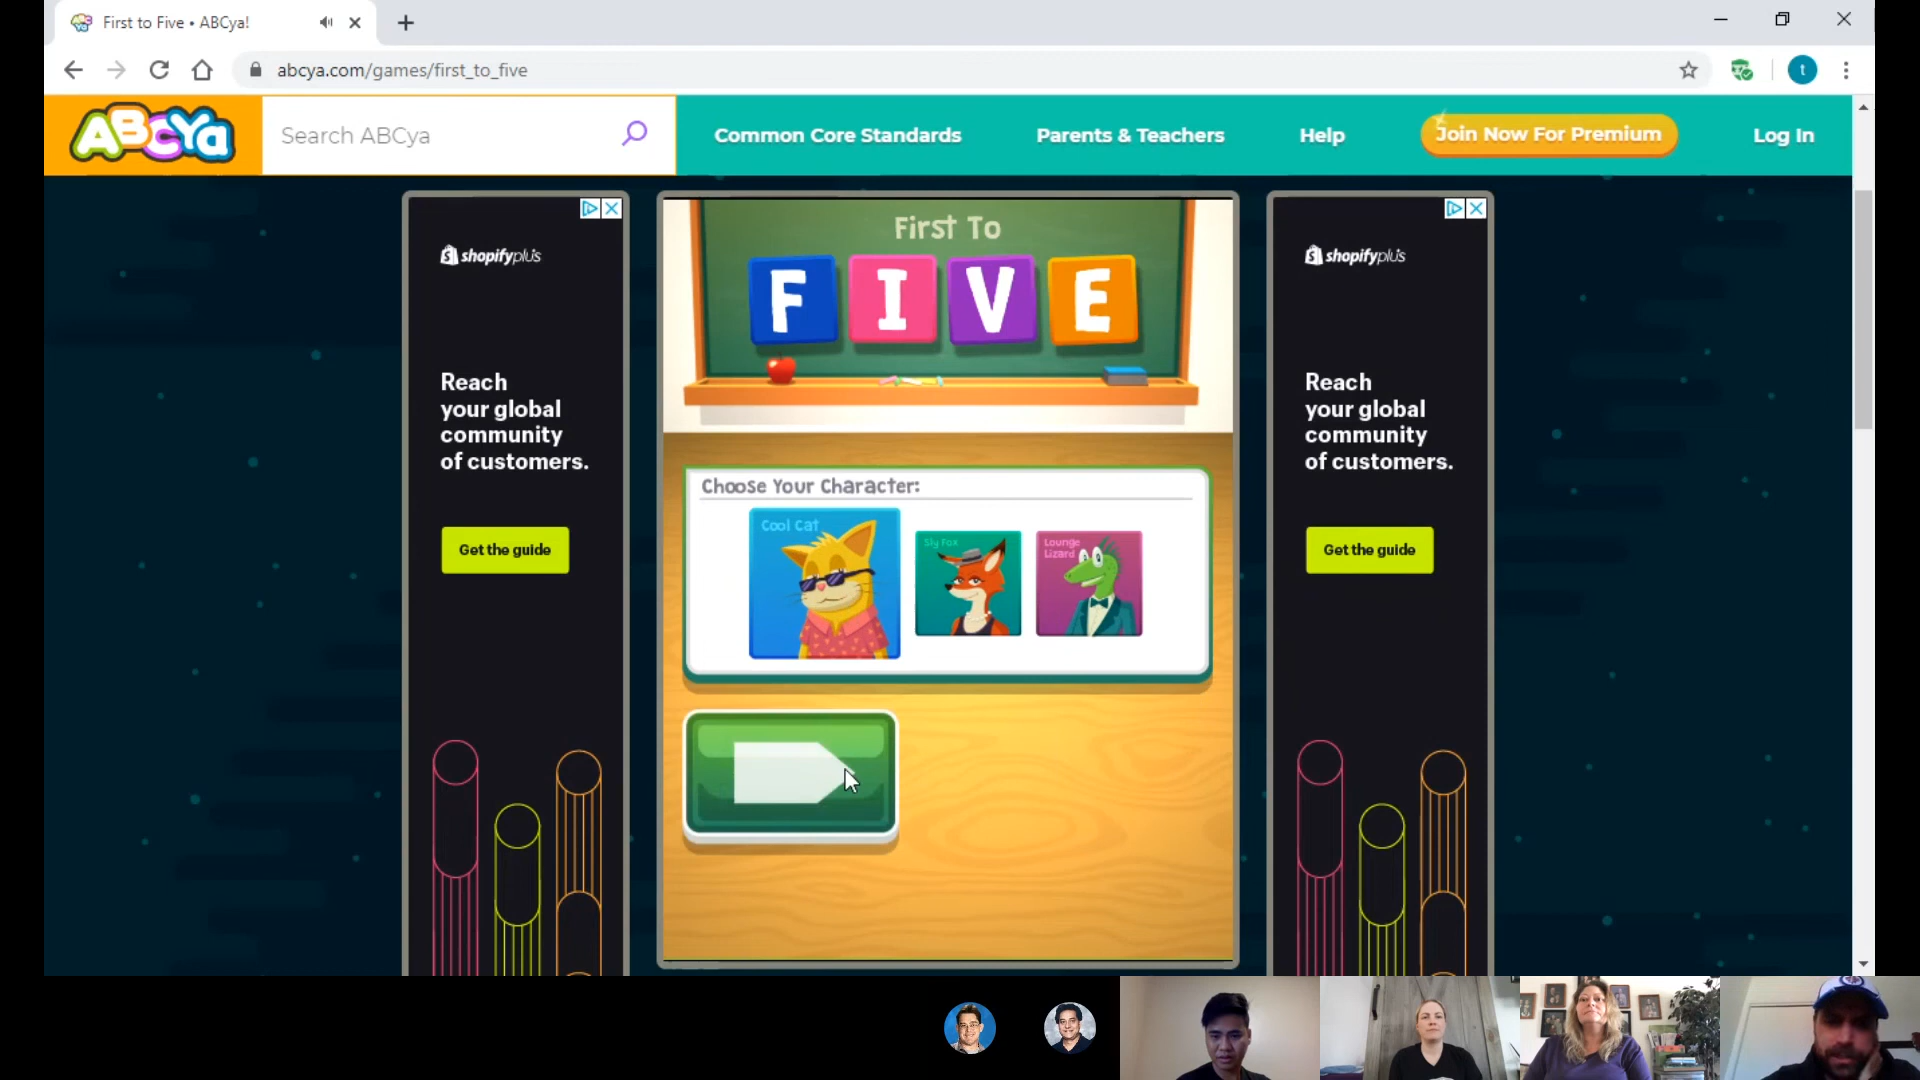 First to Five • ABCya!
abcya.com/games/first_to_five
t
ABCYa
Search ABCya
Common Core Standards
Parents & Teachers
Help
Join Now For Premium
Log In
shopifyplus
Reach
your global
community
of customers.
Get the guide
First To
FIVE
Choose Your Character:
Cool Cat
Sly Fox
Lounge
Lizard
shopifyplus
Reach
your global
community
of customers.
Get the guide